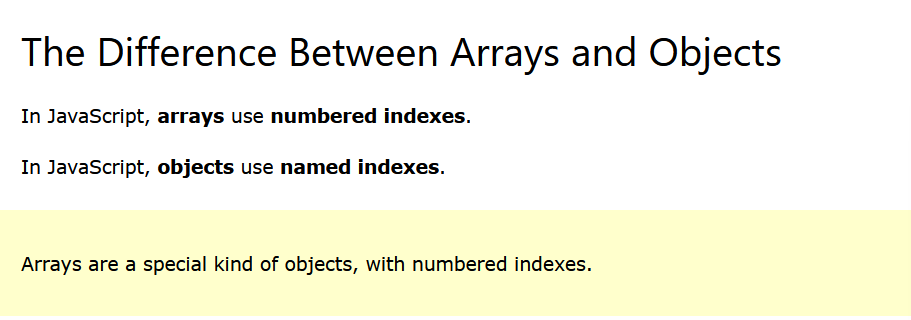 The Difference Between Arrays and Objects
In JavaScript, arrays use numbered indexes.
In JavaScript, objects use named indexes.
Arrays are a special kind of objects, with numbered indexes.